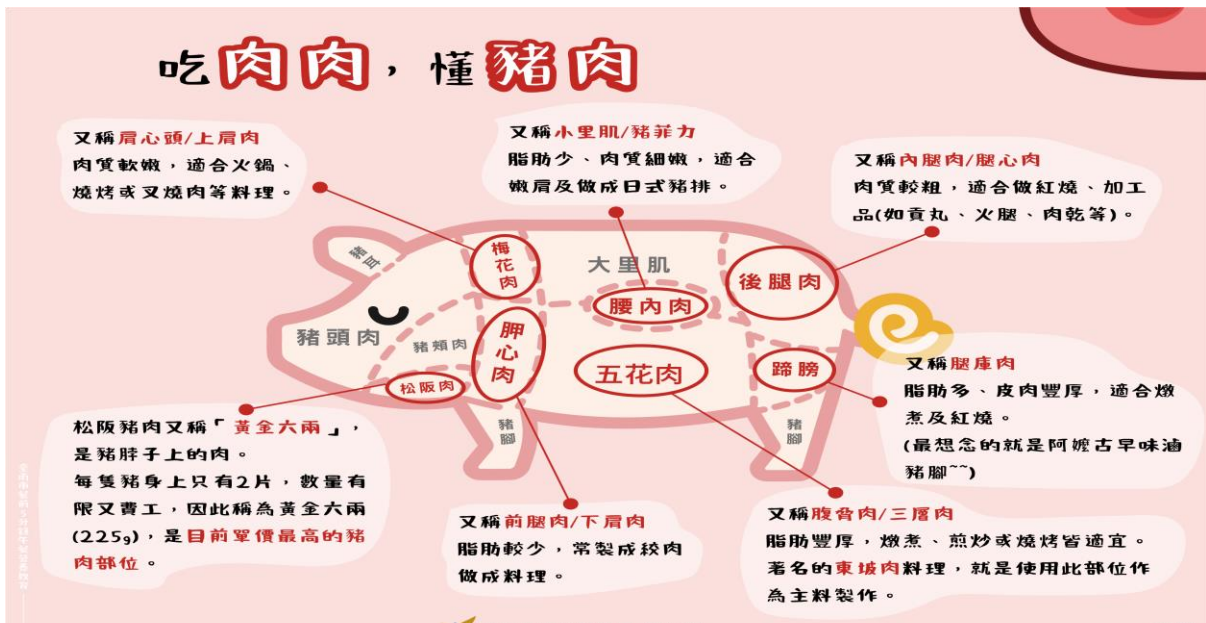 吃肉肉，懂豬肉
又稱肩心頭/上肩肉
肉質軟嫩，適合火鍋、
燒烤或叉燒肉等料理。
又稱小里肌/豬菲力
脂肪少、肉質細嫩，適合
嫩肩及做成日式豬排。
又稱內腿肉/腿心肉
肉質較粗，適合做紅燒、加工
品(如貢丸、火腿、肉乾等)。
豬耳
梅花肉
大里肌
後腿肉
腰內肉
豬頭肉
豬頰肉
胛心肉
松阪肉
五花肉
蹄膀
豬腳
豬腳
又稱腿庫肉
脂肪多、皮肉豐厚，適合燉
煮及紅燒。
(最想念的就是阿嬤古早味滷
豬腳~~)
松阪豬肉又稱「黃金六兩」，
是豬脖子上的肉。
每隻豬身上只有2片，數量有
限又費工，因此稱為黃金六兩
(225g)，是目前單價最高的豬
肉部位。
又稱前腿肉/下肩肉
脂肪較少，常製成絞肉
做成料理。
又稱腹脅肉/三層肉
脂肪豐厚，燉煮、煎炒或燒烤皆適宜。
著名的東坡肉料理，就是使用此部位作
為主料製作。